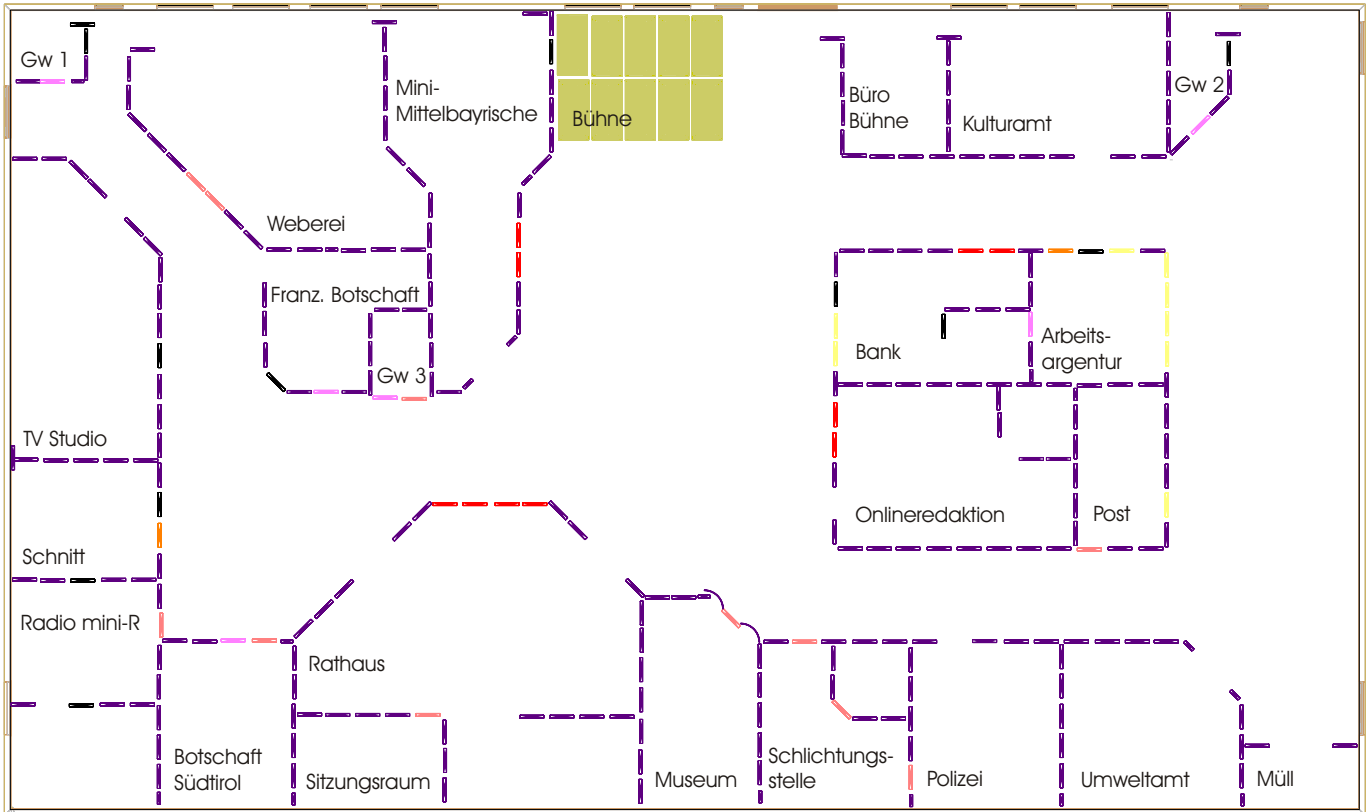 Gw 1
Mini-
Mittelbayrische
Bühne
Büro
Bühne
Kulturamt
Gw 2
Weberei
Franz. Botschaft
Gw 3
Bank
Arbeits-
argentur
TV Studio
Onlineredaktion
Post
Schnitt
Radio mini-R
Rathaus
Botschaft
Südtirol
Sitzungsraum
Museum
Schlichtungs-
stelle
Polizei
Umweltamt
Müll